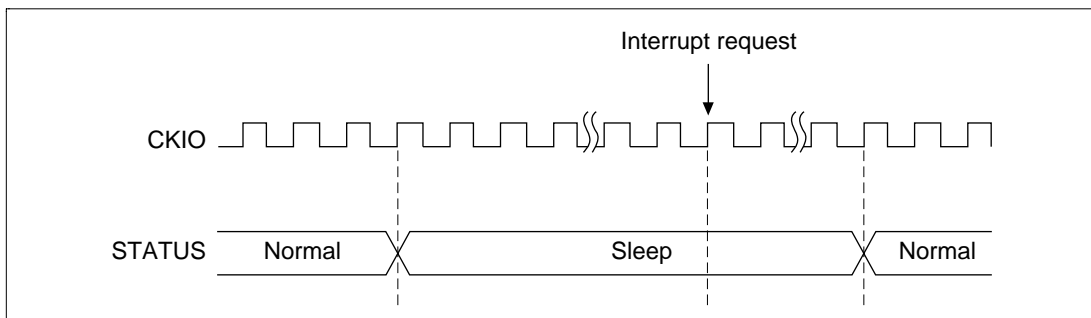 Interrupt request
CKIO
STATUS
Normal
Sleep
Normal